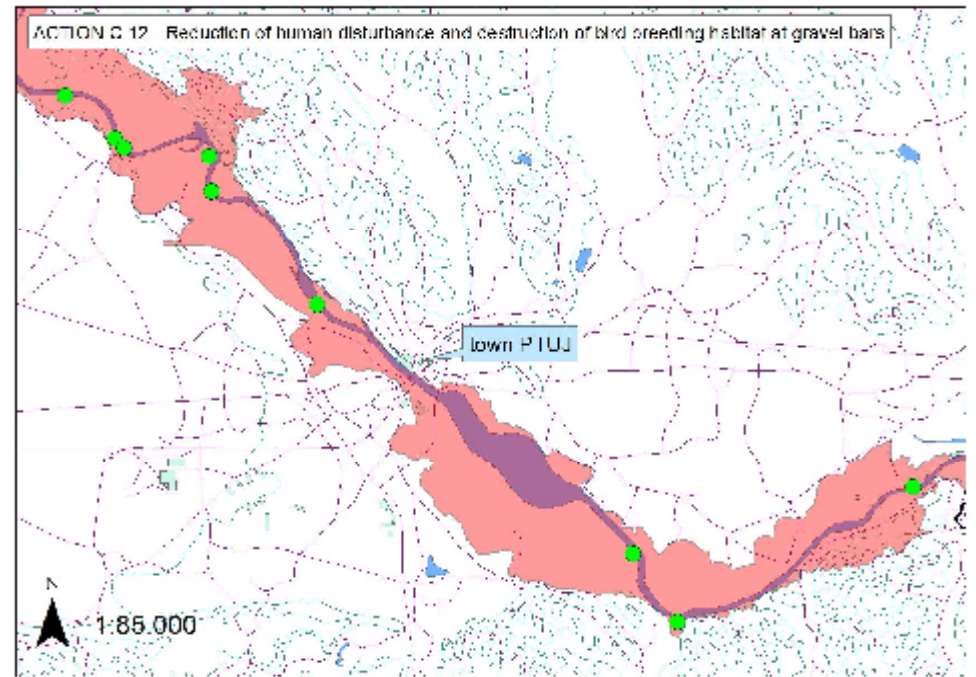 ACTION C.12 Reduction of human disturbance and destruction of bird breeding habitat at gravel bars
town PTUJ
N
1:85.000